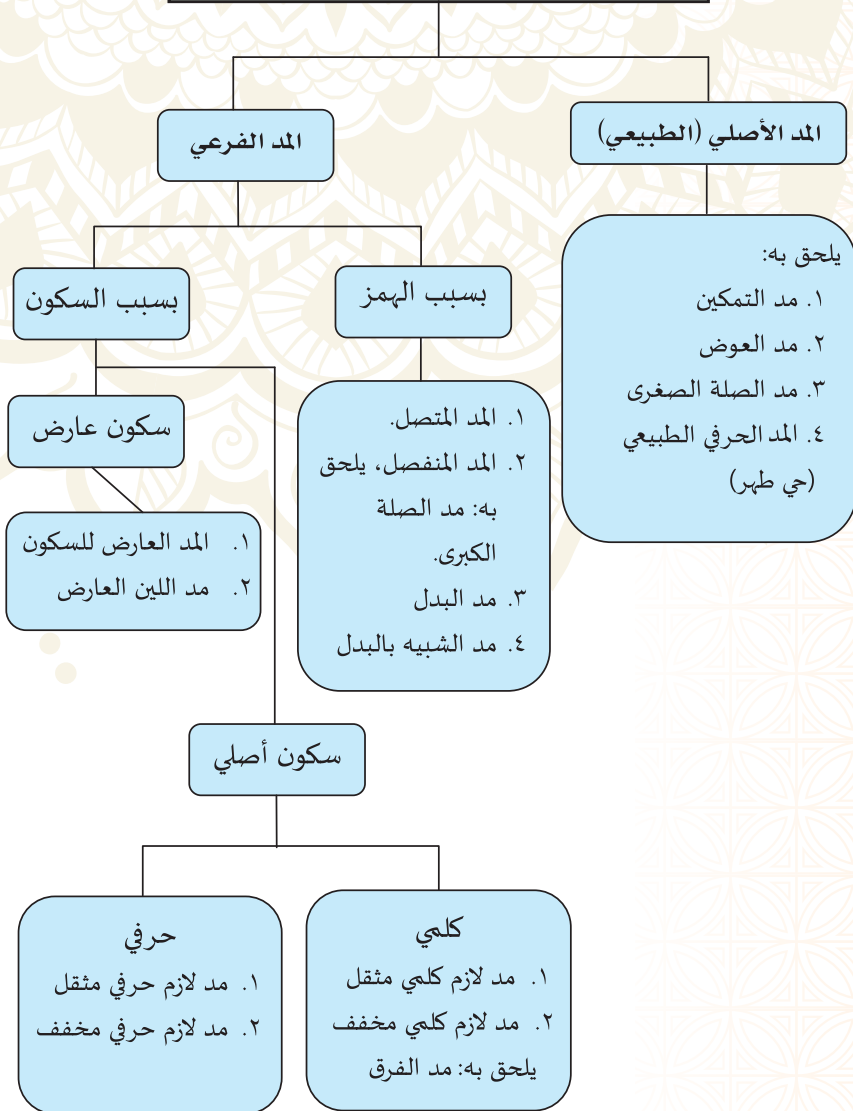 المد الأصلي (الطبيعي)
يلحق به:
١. مد التمكين
٢. مد العوض
٣. مد الصلة الصغرى
٤. المد الحرفي الطبيعي
(حي طهر)
المد الفرعي
بسبب الهمز
١. المد المتصل.
٢. المد المنفصل، يلحق
به: مد الصلة
الكبرى.
٣. مد البدل
٤. مد الشبيه بالبدل
بسبب السكون
سكون عارض
١. المد العارض للسكون
٢. مد اللين العارض
سكون أصلي
كلمي
١. مد لازم كلمي مثقل
٢. مد لازم كلمي مخفف
يلحق به: مد الفرق
حرفي
١. مد لازم حرفي مثقل
٢. مد لازم حرفي مخفف